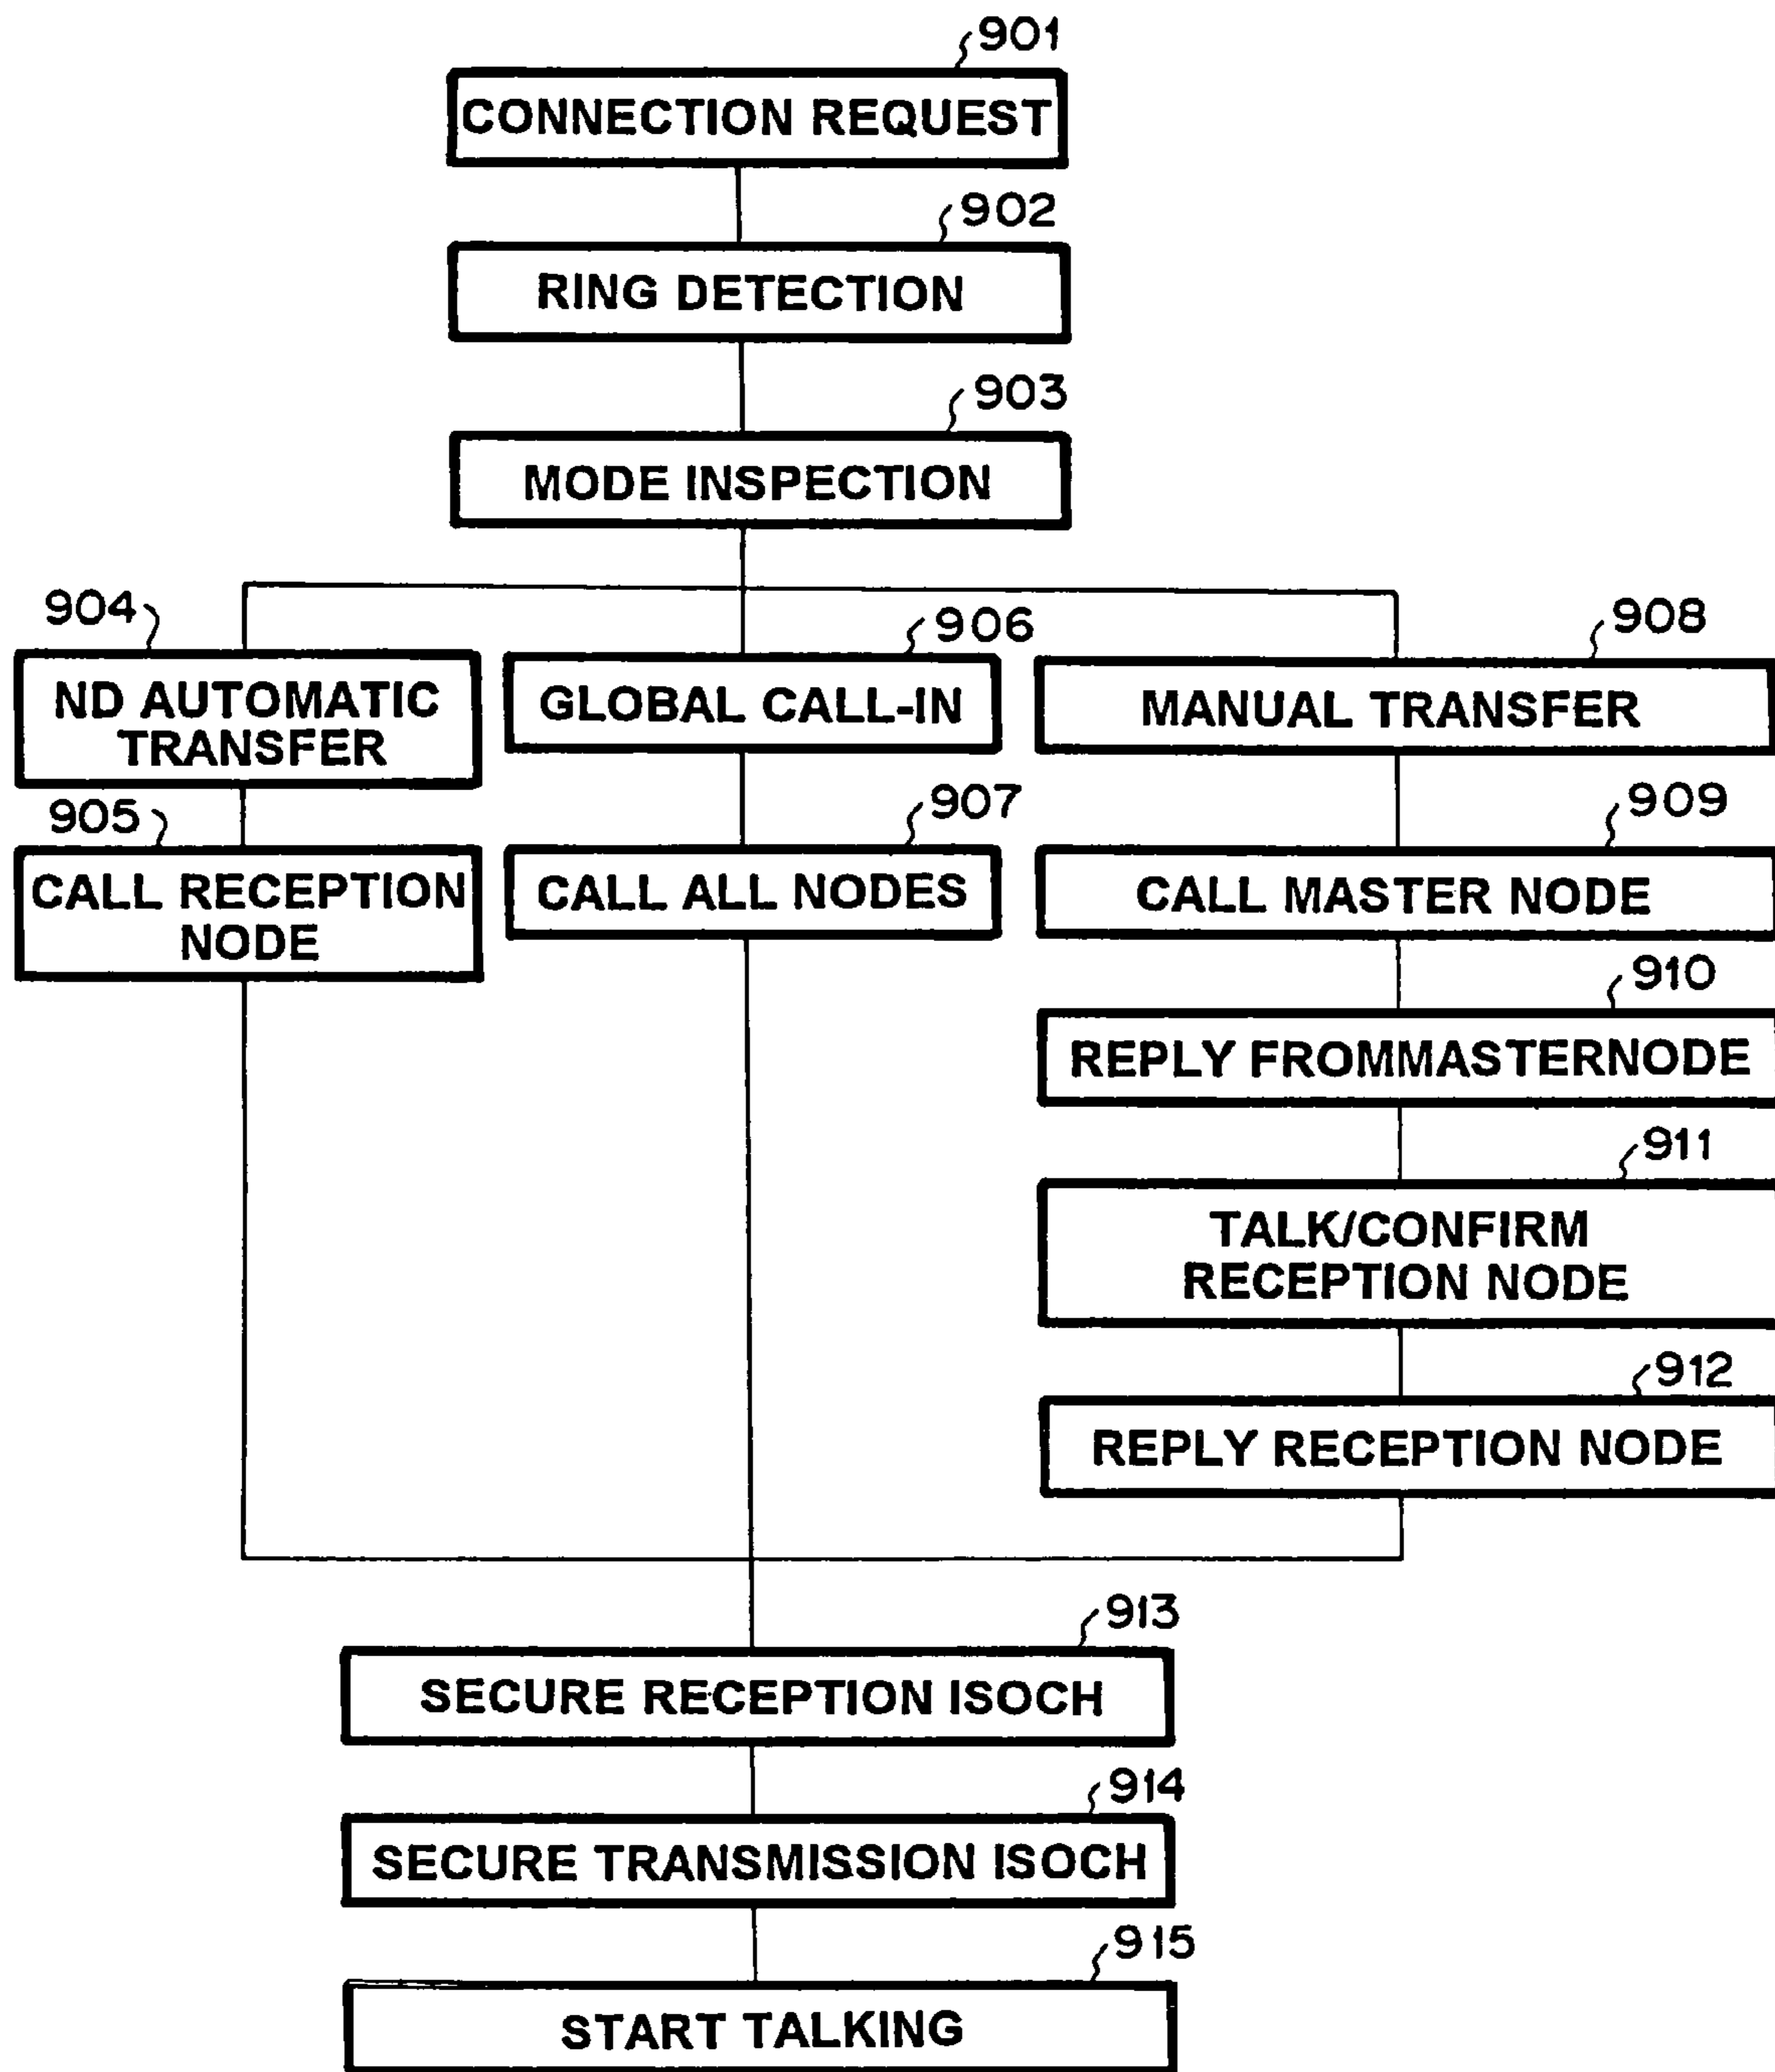 901
CONNECTION REQUEST
902
RING DETECTION
903
MODE INSPECTION
904
ND AUTOMATIC
TRANSFER
905
CALL RECEPTION
NODE
906
GLOBAL CALL-IN
907
CALL ALL NODES
908
MANUAL TRANSFER
909
CALL MASTER NODE
910
REPLY FROMMASTERNODE
911
TALK/CONFIRM
RECEPTION NODE
912
REPLY RECEPTION NODE
913
SECURE RECEPTION ISOCH
914
SECURE TRANSMISSION ISOCH
915
START TALKING